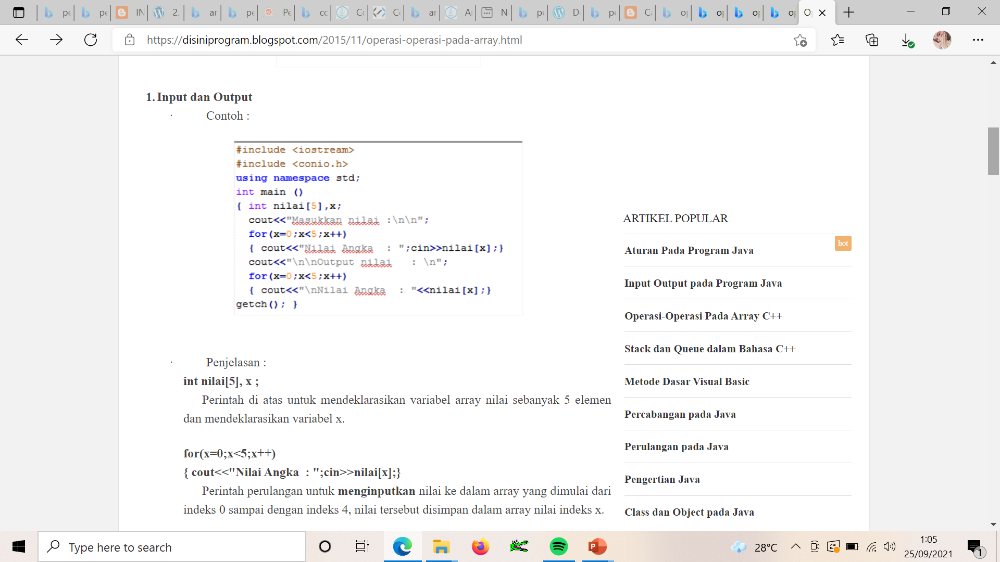 pe
pe
IN
2.
ar
pe
Pe
cc
Co
Co
ar
Ar
N
pe
D
pe
Co
op
op
op
op
O
https://disiniprogram.blogspot.com/2015/11/operasi-operasi-pada-array.html
1. Input dan Output
· Contoh :
#include <iostream>
#include <conio.h>
using namespace std;
int main ()
{ int nilai[5],x;
cout<<"Masukkan nilai :\n\n";
for(x=0;x<5;x++)
{ cout<<"Nilai Angka  : ";cin>>nilai[x];}
cout<<"\n\nOutput nilai   : \n";
for(x=0;x<5;x++)
{ cout<<"\nNilai Angka  : "<<nilai[x];}
getch(); }
· Penjelasan :
int nilai[5], x ;
Perintah di atas untuk mendeklarasikan variabel array nilai sebanyak 5 elemen
dan mendeklarasikan variabel x.
for(x=0;x<5;x++)
{ cout<<"Nilai Angka  : ";cin>>nilai[x];}
Perintah perulangan untuk menginputkan nilai ke dalam array yang dimulai dari
indeks 0 sampai dengan indeks 4, nilai tersebut disimpan dalam array nilai indeks x.
ARTIKEL POPULAR
hot
Aturan Pada Program Java
Input Output pada Program Java
Operasi-Operasi Pada Array C++
Stack dan Queue dalam Bahasa C++
Metode Dasar Visual Basic
Percabangan pada Java
Perulangan pada Java
Pengertian Java
Class dan Object pada Java
Type here to search
28°C
1:05
25/09/2021
1